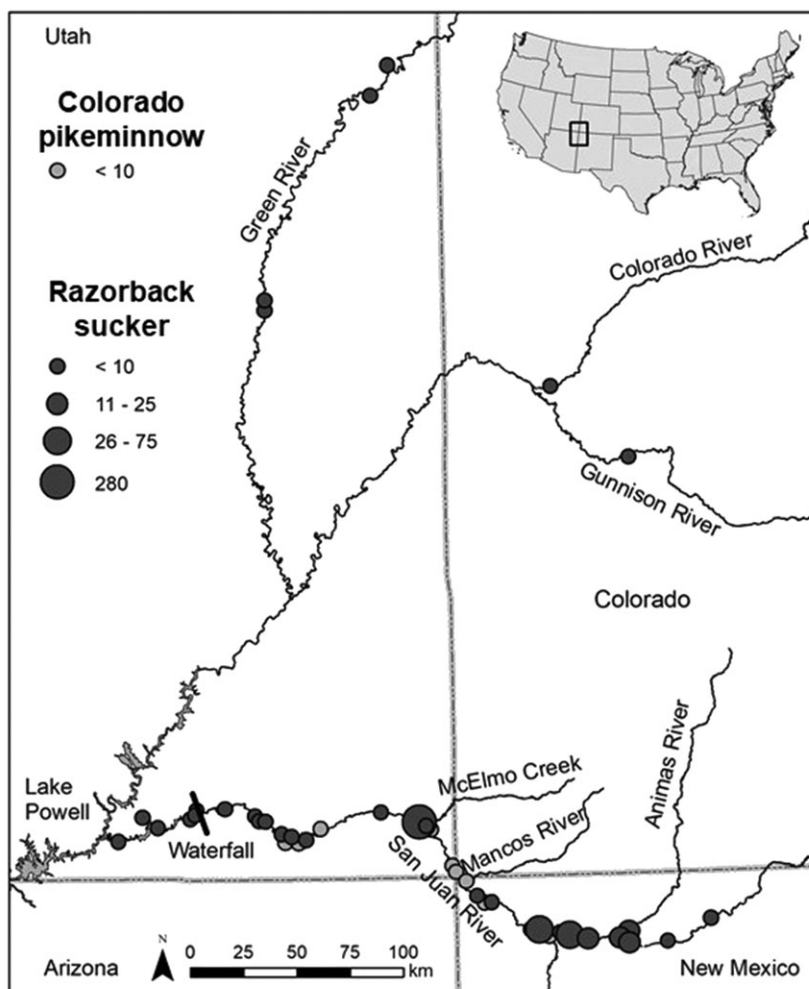 Utah
Colorado
pikeminnow
< 10
Green River
Colorado River
Razorback
sucker
< 10
11 - 25
26 - 75
280
Gunnison River
Colorado
Animas River
McElmo Creek
Lake
Powell
Mancos River
Waterfall
San Juan River
N
0 25 50 75 100
km
Arizona
New Mexico